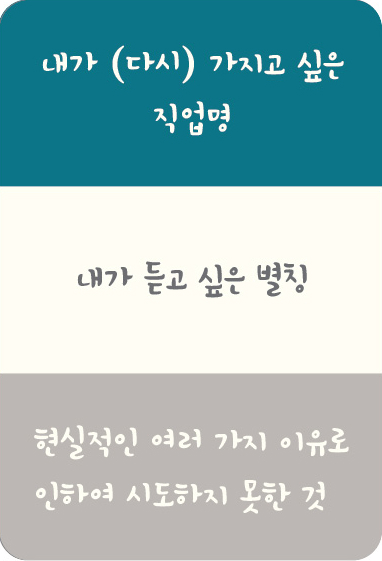 내가 (다시) 가지고 싶은
직업명
내가 듣고 싶은 별칭
현실적인 여러 가지 이유로
인하여 시도하지 못한 것